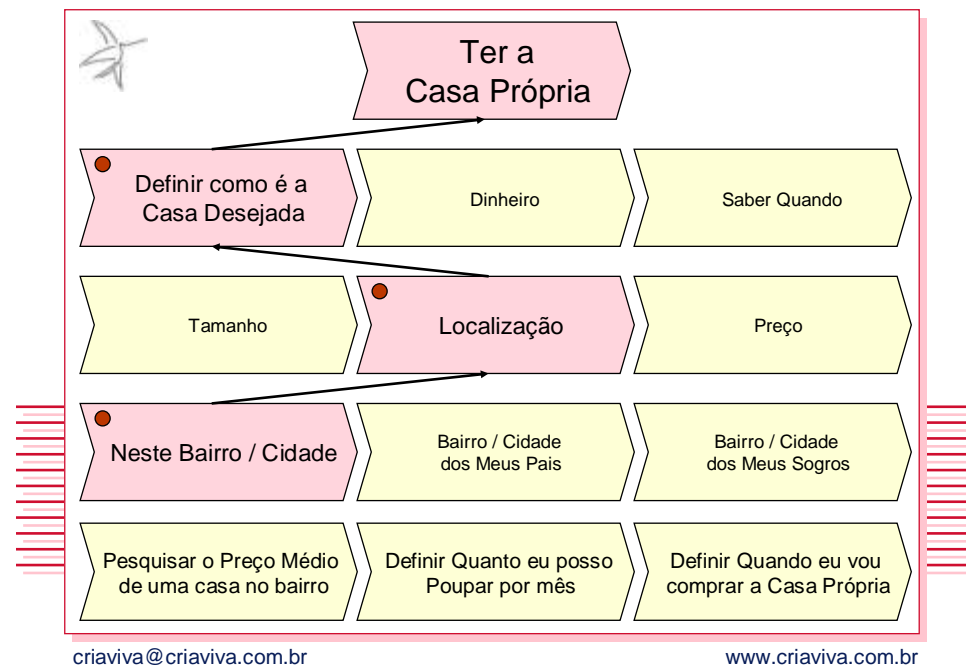 Ter a
Casa Própria
Definir como é a
Casa Desejada
Dinheiro
Saber Quando
Tamanho
Localização
Preço
Neste Bairro / Cidade
Bairro / Cidade
dos Meus Pais
Bairro / Cidade
dos Meus Sogros
Pesquisar o Preço Médio
de uma casa no bairro
Definir Quanto eu posso
Poupar por mês
Definir Quando eu vou
comprar a Casa Própria
criaviva@criaviva.com.br
www.criaviva.com.br